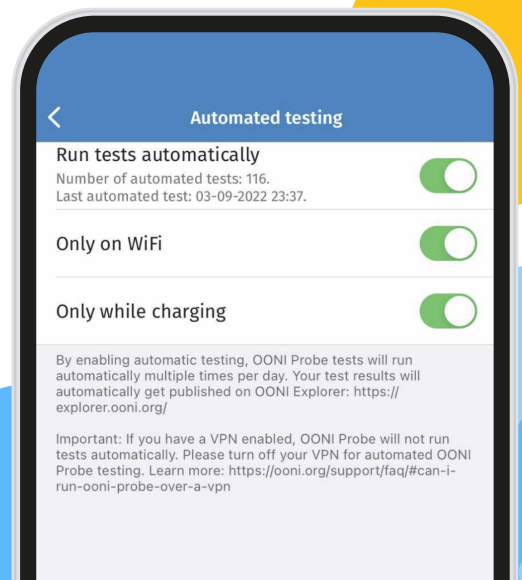 Automated testing
Run tests automatically
Number of automated tests: 116.
Last automated test: 03-09-2022 23:37.
Only on WiFi
Only while charging
By enabling automatic testing, OONI Probe tests will run
automatically multiple times per day. Your test results will
automatically get published on OONI Explorer: https://
explorer.ooni.org/
Important: If you have a VPN enabled, OONI Probe will not run
tests automatically. Please turn off your VPN for automated OONI
Probe testing. Learn more: https://ooni.org/support/faq/#can-i-
run-ooni-probe-over-a-vpn